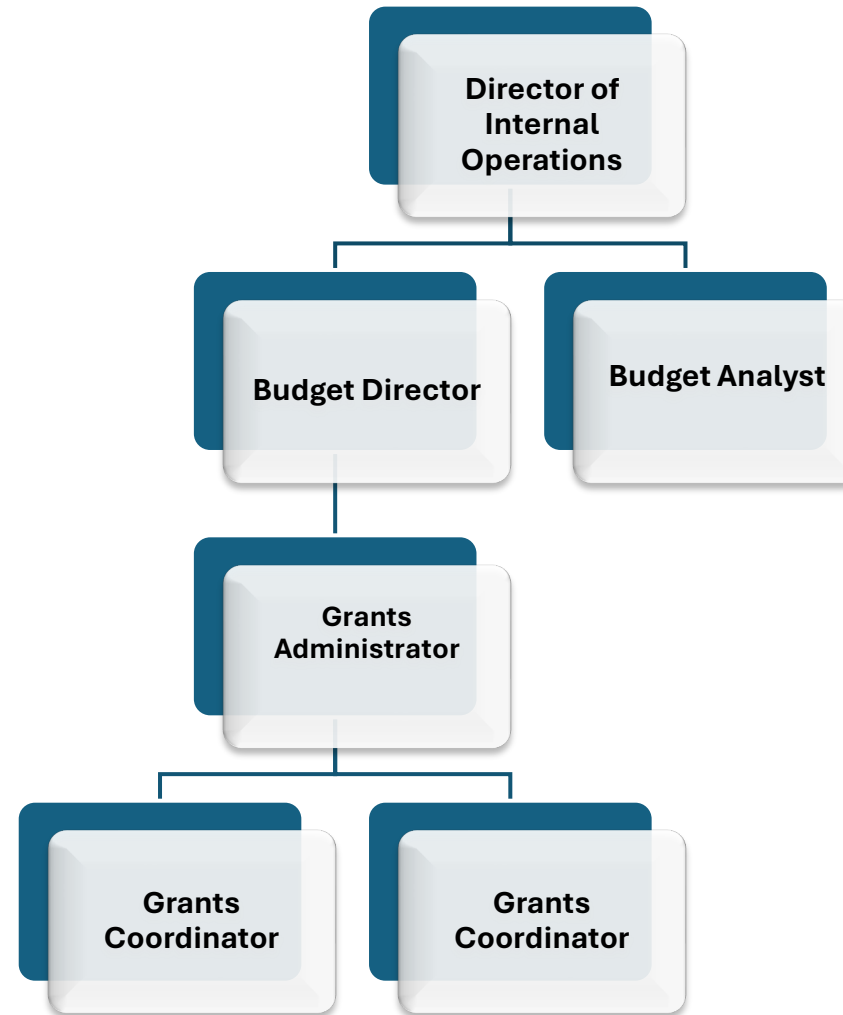 Director of
Internal
Operations
Budget Director
Budget Analyst
Grants
Administrator
Grants
Coordinator
Grants
Coordinator